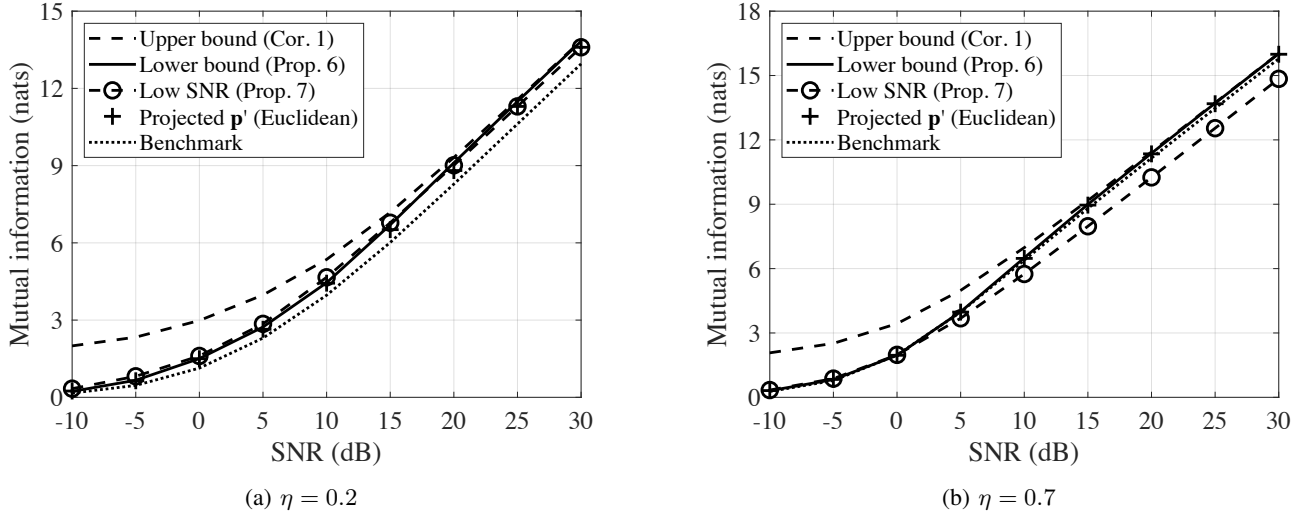 Mutual information (nats)
15
12
9
6
3
0
Upper bound (Cor. 1)
Lower bound (Prop. 6)
Low SNR (Prop. 7)
Projected p' (Euclidean)
Benchmark
-10 -5 0 5 10 15 20 25 30
SNR (dB)
(a) η = 0.2
Mutual information (nats)
18
15
12
9
6
3
0
Upper bound (Cor. 1)
Lower bound (Prop. 6)
Low SNR (Prop. 7)
Projected p' (Euclidean)
Benchmark
-10 -5 0 5 10 15 20 25 30
SNR (dB)
(b) η = 0.7